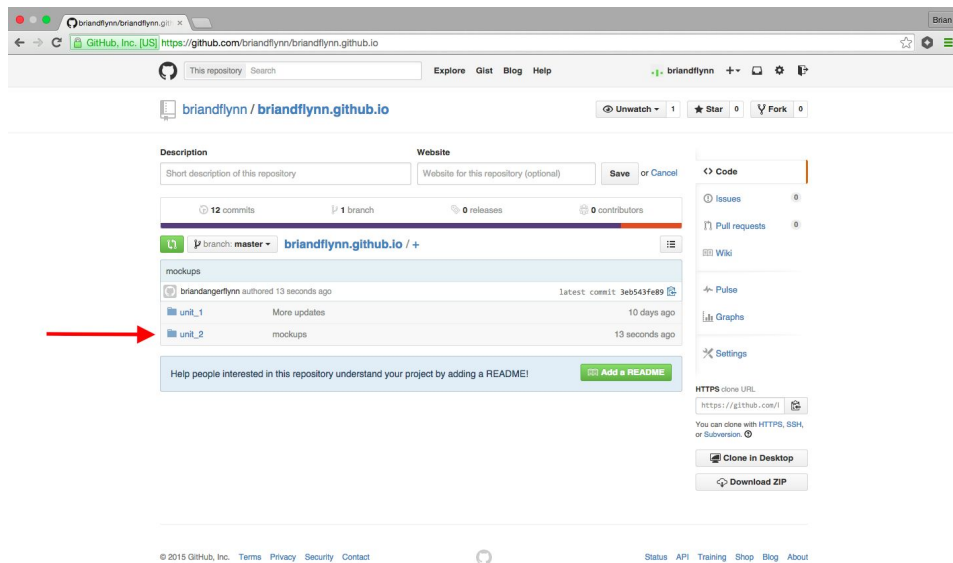 Brian
briandflynn/briandflynn.gith ×
GitHub, Inc. [US] https://github.com/briandflynn/briandflynn.github.io
This repository Search Explore Gist Blog Help briandflynn +
briandflynn / briandflynn.github.io Unwatch 1 Star 0 Fork 0
Description Website
Short description of this repository Website for this repository (optional) Save or Cancel
<> Code
12 commits 1 branch 0 releases 0 contributors
Issues 0
Pull requests 0
branch: master briandflynn.github.io / +
Wiki
mockups
briandangerflynn authored 13 seconds ago latest commit 3eb543fe89
Pulse
unit_1 More updates 10 days ago
Graphs
unit_2 mockups 13 seconds ago
Settings
Help people interested in this repository understand your project by adding a README! Add a README
HTTPS clone URL
https://github.com/
You can clone with HTTPS, SSH,
or Subversion.
Clone in Desktop
Download ZIP
© 2015 GitHub, Inc. Terms Privacy Security Contact Status API Training Shop Blog About